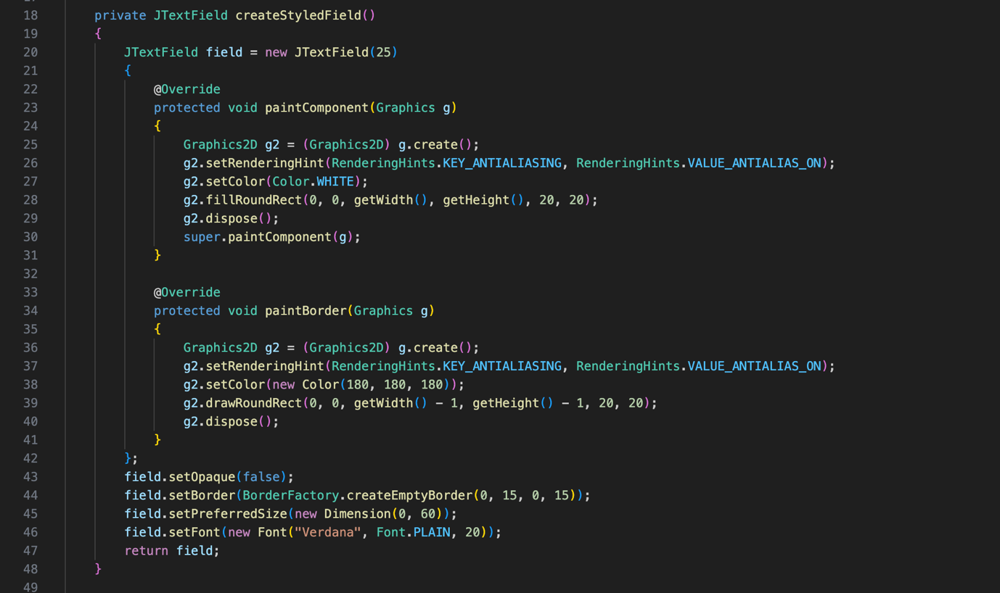 18 private JTextField createStyledField()
19 {
20 JTextField field = new JTextField(25)
21 {
22 @Override
23 protected void paintComponent(Graphics g)
24 {
25 Graphics2D g2 = (Graphics2D) g.create();
26 g2.setRenderingHint(RenderingHints.KEY_ANTIALIASING, RenderingHints.VALUE_ANTIALIAS_ON);
27 g2.setColor(Color.WHITE);
28 g2.fillRoundRect(0, 0, getWidth(), getHeight(), 20, 20);
29 g2.dispose();
30 super.paintComponent(g);
31 }
32
33 @Override
34 protected void paintBorder(Graphics g)
35 {
36 Graphics2D g2 = (Graphics2D) g.create();
37 g2.setRenderingHint(RenderingHints.KEY_ANTIALIASING, RenderingHints.VALUE_ANTIALIAS_ON);
38 g2.setColor(new Color(180, 180, 180));
39 g2.drawRoundRect(0, 0, getWidth() - 1, getHeight() - 1, 20, 20);
40 g2.dispose();
41 }
42 };
43 field.setOpaque(false);
44 field.setBorder(BorderFactory.createEmptyBorder(0, 15, 0, 15));
45 field.setPreferredSize(new Dimension(0, 60));
46 field.setFont(new Font("Verdana", Font.PLAIN, 20));
47 return field;
48 }
49